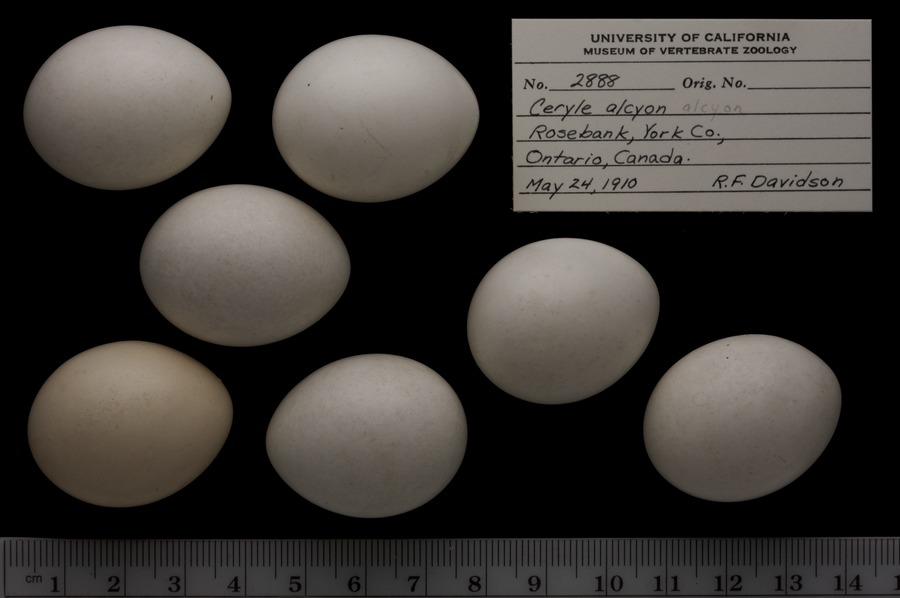 UNIVERSITY OF CALIFORNIA
MUSEUM OF VERTEBRATE ZOOLOGY
No. 2888 Orig. No.
Ceryle alcyon alcyon
Rosebank, York Co.,
Ontario, Canada.
May 24, 1910 R.F. Davidson
cm 1 2 3 4 5 6 7 8 9 10 11 12 13 14